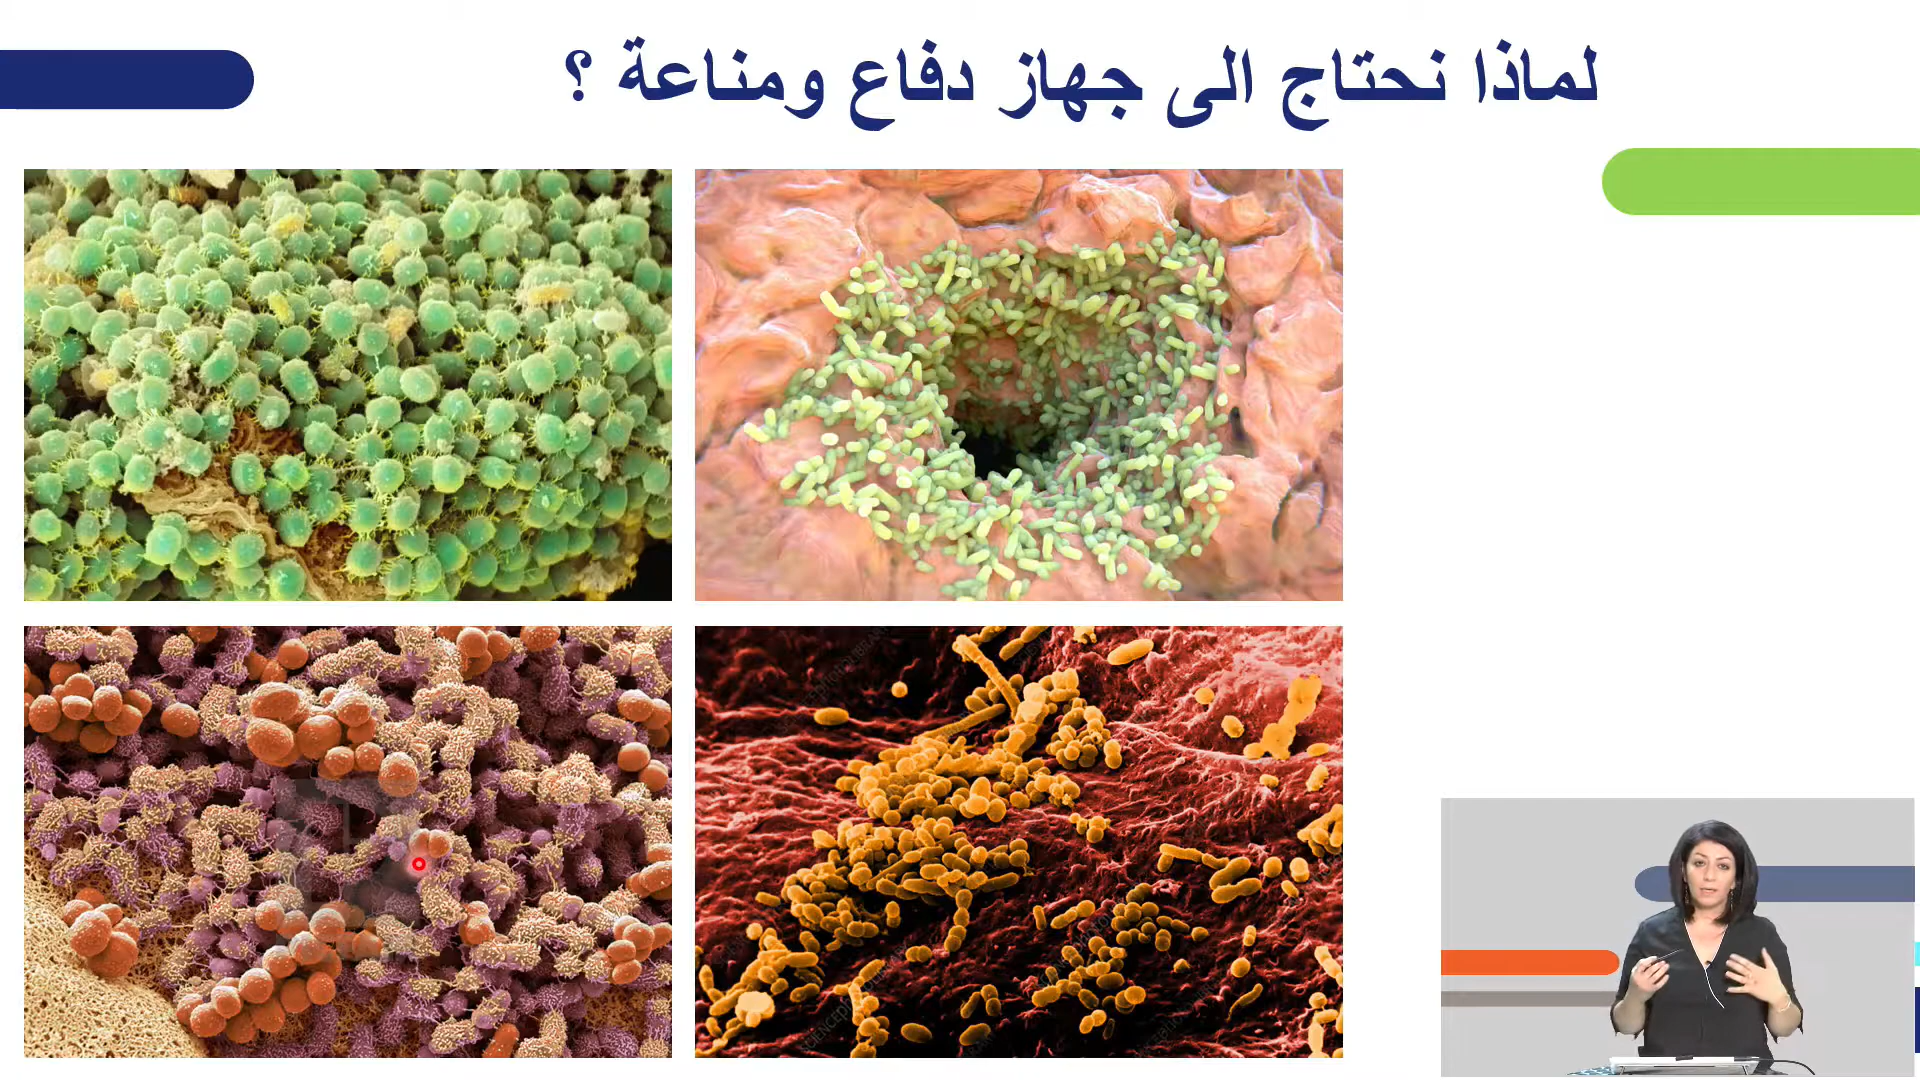 لماذا نحتاج الى جهاز دفاع ومناعة ؟